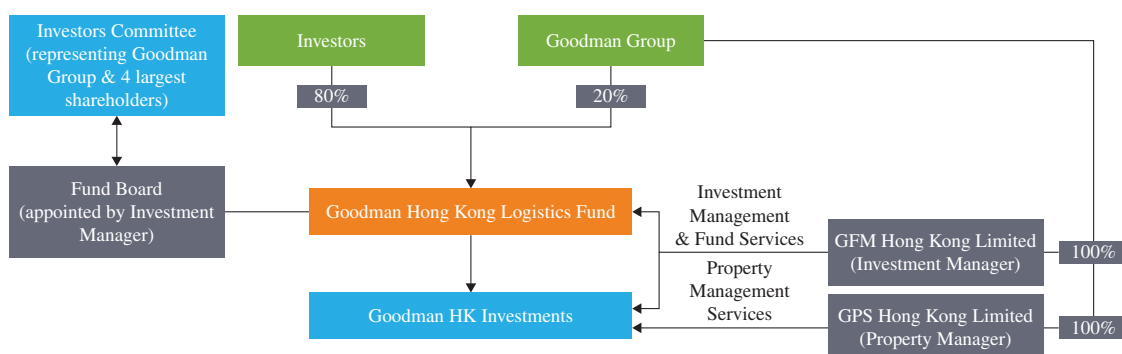 Investors Committee
(representing Goodman
Group & 4 largest
shareholders)
Investors
Goodman Group
80%
20%
Fund Board
(appointed by Investment
Manager)
Goodman Hong Kong Logistics Fund
Investment
Management
& Fund Services
GFM Hong Kong Limited
(Investment Manager)
100%
Property
Management
Services
Goodman HK Investments
GPS Hong Kong Limited
(Property Manager)
100%